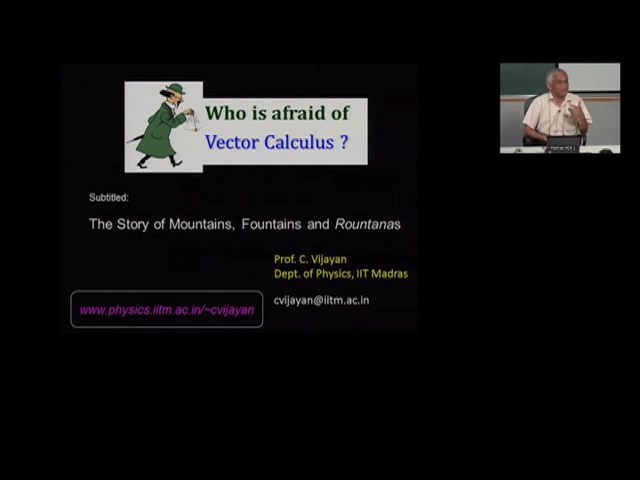 Who is afraid of
Vector Calculus ?
Subtitled:
The Story of Mountains, Fountains and Rountanas
Prof. C. Vijayan
Dept. of Physics, IIT Madras
cvijayan@iitm.ac.in
www.physics.iitm.ac.in/~cvijayan